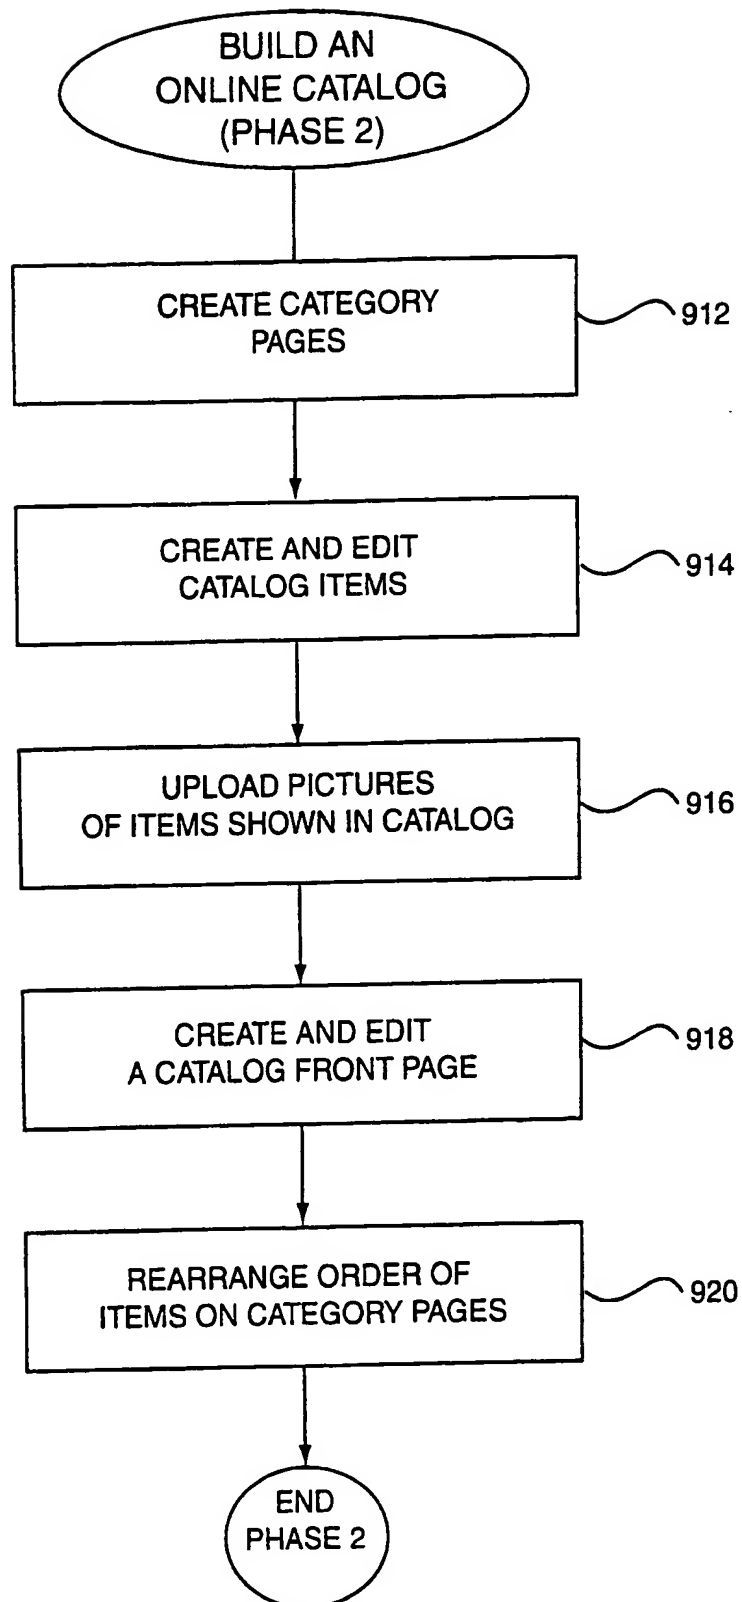 BUILD AN
ONLINE CATALOG
(PHASE 2)
CREATE CATEGORY
PAGES
912
CREATE AND EDIT
CATALOG ITEMS
914
UPLOAD PICTURES
OF ITEMS SHOWN IN CATALOG
916
CREATE AND EDIT
A CATALOG FRONT PAGE
918
REARRANGE ORDER OF
ITEMS ON CATEGORY PAGES
920
END
PHASE 2